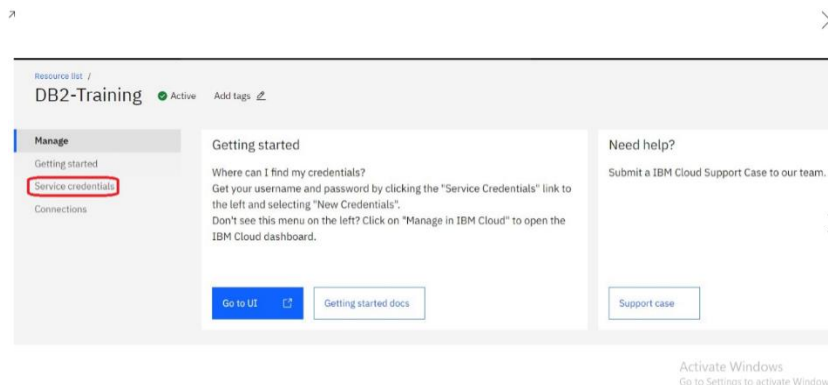 Resource list /
DB2-Training Active Add tags
Manage
Getting started
Service credentials
Connections
Getting started
Where can I find my credentials?
Get your username and password by clicking the "Service Credentials" link to
the left and selecting "New Credentials".
Don't see this menu on the left? Click on "Manage in IBM Cloud" to open the
IBM Cloud dashboard.
Go to UI
Getting started docs
Need help?
Submit a IBM Cloud Support Case to our team.
Support case
Activate Windows
Go to Settings to activate Window